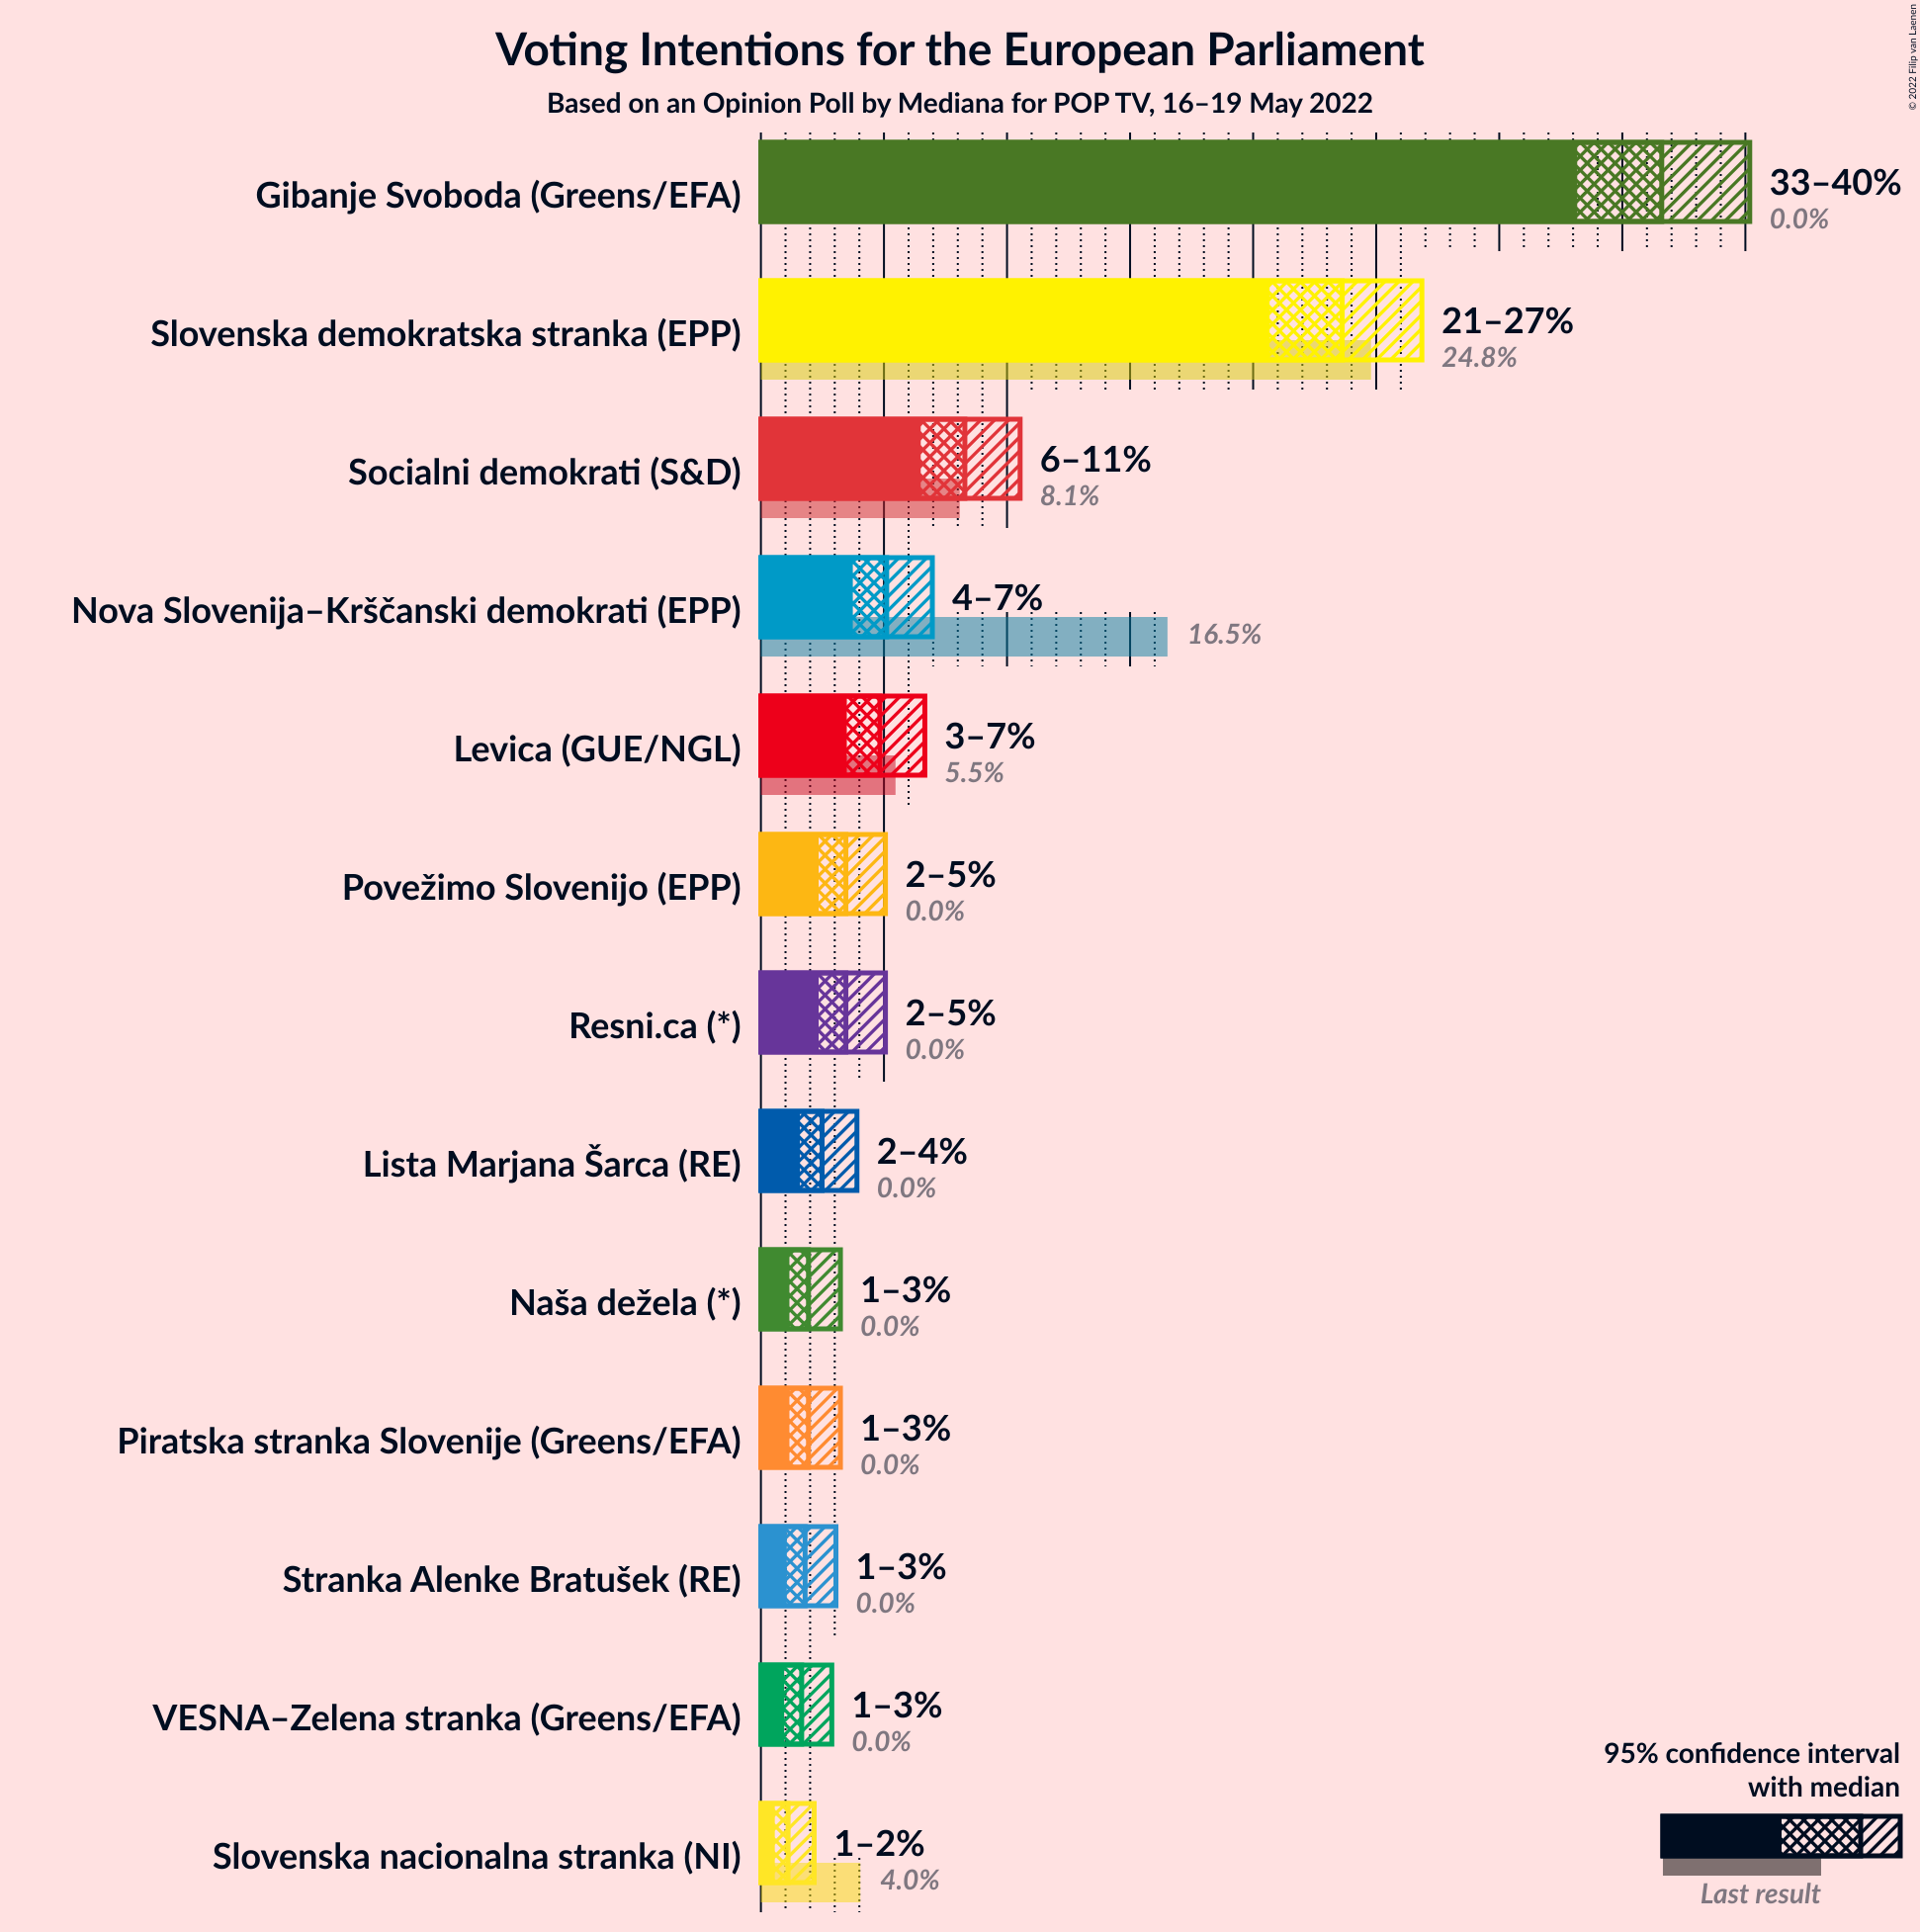 Voting Intentions for the European Parliament
Based on an Opinion Poll by Mediana for POP TV, 16–19 May 2022
© 2022 Filip van Laenen
Gibanje Svoboda (Greens/EFA)
33–40%
0.0%
Slovenska demokratska stranka (EPP)
21–27%
24.8%
Socialni demokrati (S&D)
6–11%
8.1%
Nova Slovenija–Krščanski demokrati (EPP)
4–7%
16.5%
Levica (GUE/NGL)
3–7%
5.5%
Povežimo Slovenijo (EPP)
2–5%
0.0%
Resni.ca (*)
2–5%
0.0%
Lista Marjana Šarca (RE)
2–4%
0.0%
Naša dežela (*)
1–3%
0.0%
Piratska stranka Slovenije (Greens/EFA)
1–3%
0.0%
Stranka Alenke Bratušek (RE)
1–3%
0.0%
VESNA–Zelena stranka (Greens/EFA)
1–3%
0.0%
Slovenska nacionalna stranka (NI)
1–2%
4.0%
95% confidence interval
with median
Last result